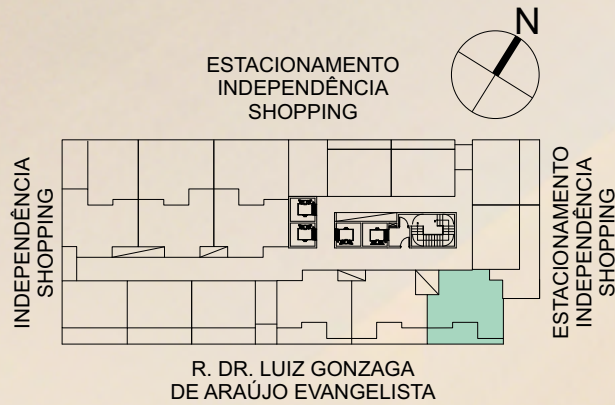 N
ESTACIONAMENTO
INDEPENDÊNCIA
SHOPPING
INDEPENDÊNCIA
SHOPPING
ESTACIONAMENTO
INDEPENDÊNCIA
SHOPPING
R. DR. LUIZ GONZAGA
DE ARAÚJO EVANGELISTA